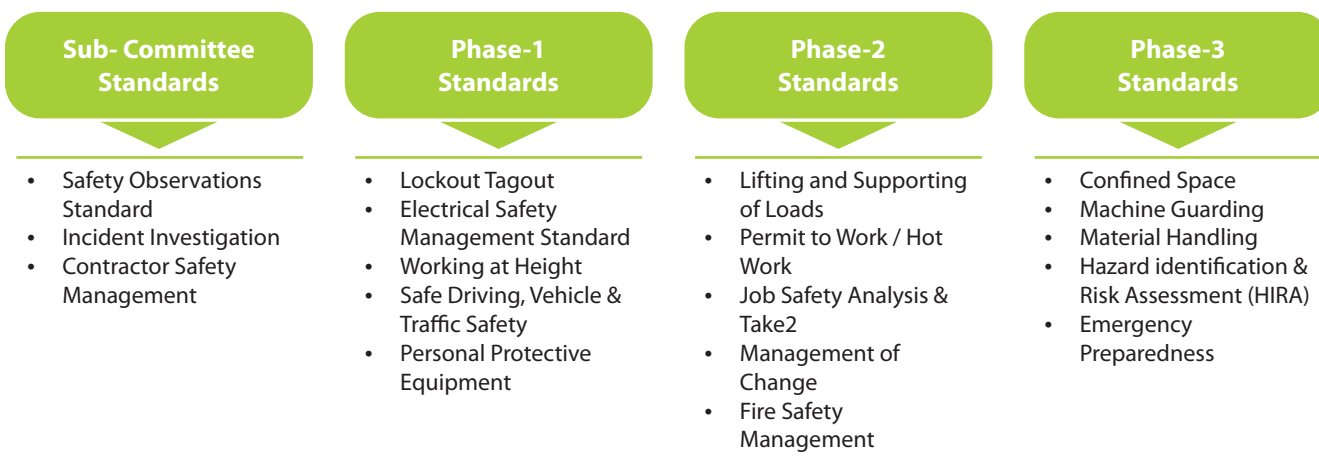 Sub- Committee
Standards
• Safety Observations
Standard
• Incident Investigation
• Contractor Safety
Management
Phase-1
Standards
• Lockout Tagout
• Electrical Safety
Management Standard
• Working at Height
• Safe Driving, Vehicle &
Traffic Safety
• Personal Protective
Equipment
Phase-2
Standards
• Lifting and Supporting
of Loads
• Permit to Work / Hot
Work
• Job Safety Analysis &
Take2
• Management of
Change
• Fire Safety
Management
Phase-3
Standards
• Confined Space
• Machine Guarding
• Material Handling
• Hazard identification &
Risk Assessment (HIRA)
• Emergency
Preparedness